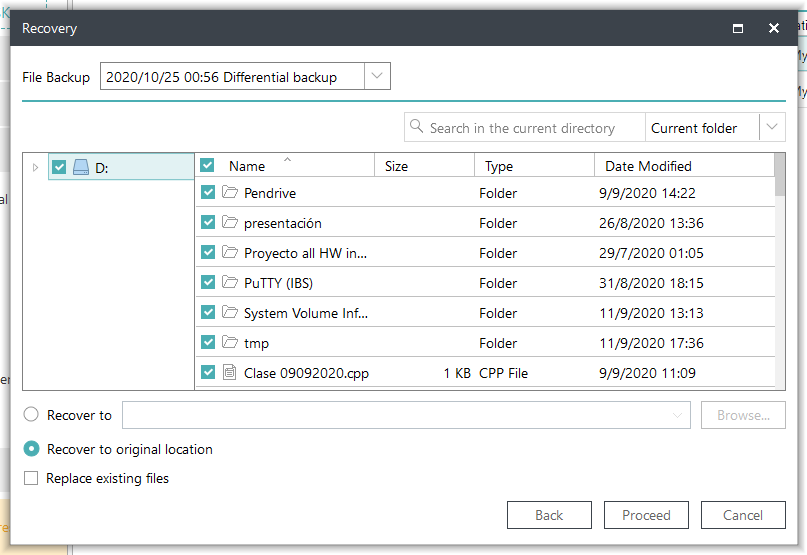 Recovery
File Backup 2020/10/25 00:56 Differential backup
Search in the current directory Current folder
D:
Name Size Type Date Modified
Pendrive Folder 9/9/2020 14:22
presentación Folder 26/8/2020 13:36
Proyecto all HW in... Folder 29/7/2020 01:05
PuTTY (IBS) Folder 31/8/2020 18:15
System Volume Inf... Folder 11/9/2020 13:13
tmp Folder 11/9/2020 17:36
Clase 09092020.cpp 1 KB CPP File 9/9/2020 11:09
Recover to Browse...
Recover to original location
Replace existing files
Back Proceed Cancel